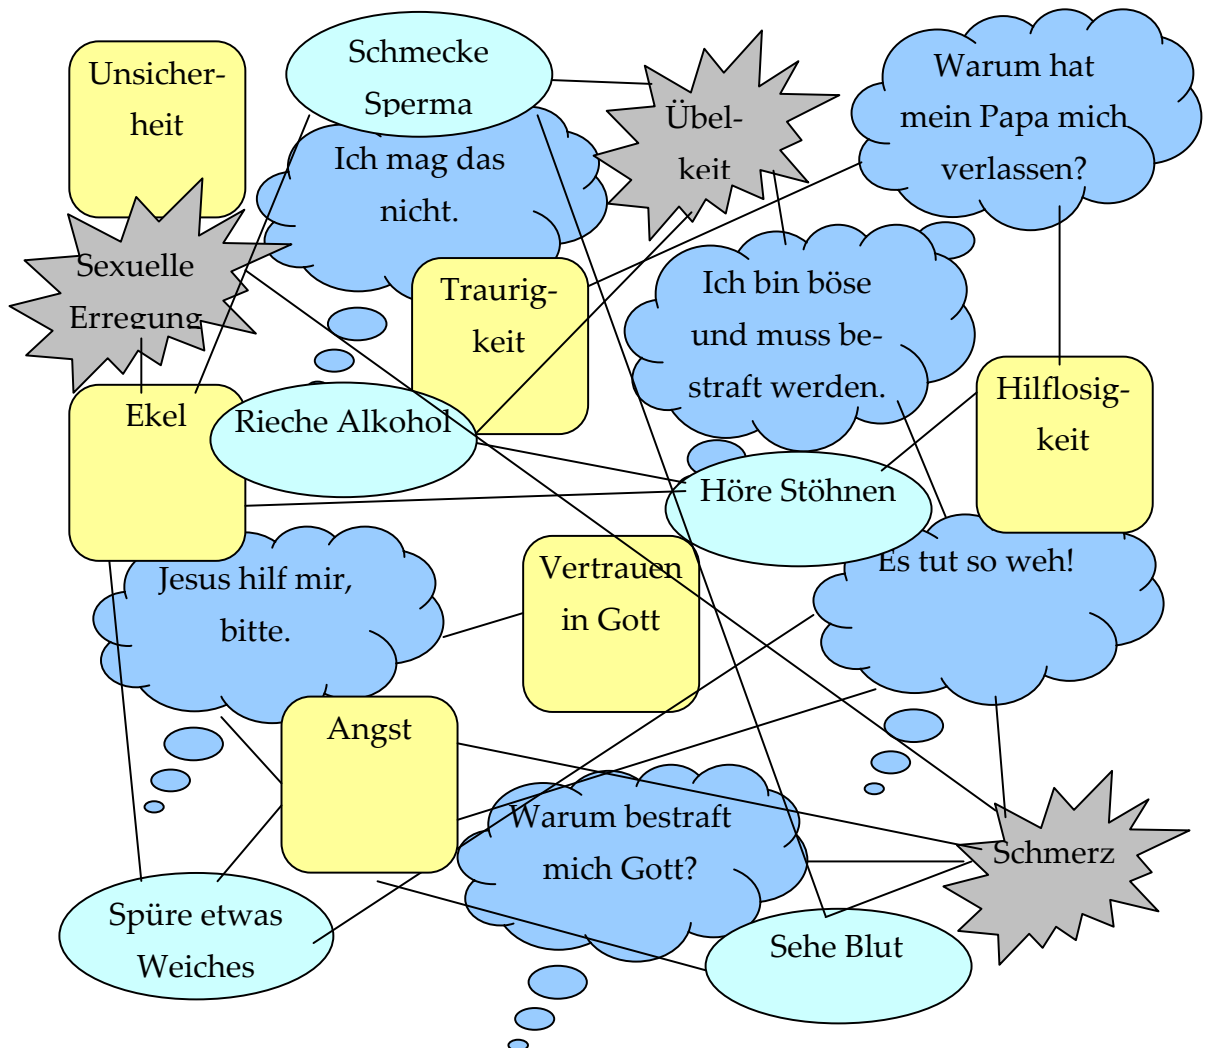 Unsicher-
heit
Schmecke
Sperma
Übel-
keit
Warum hat
mein Papa mich
verlassen?
Ich mag das
nicht.
Sexuelle
Erregung
Traurig-
keit
Ich bin böse
und muss be-
straft werden.
Ekel
Rieche Alkohol
Hilflosig-
keit
Höre Stöhnen
Jesus hilf mir,
bitte.
Vertrauen
in Gott
Es tut so weh!
Angst
Warum bestraft
mich Gott?
Schmerz
Spüre etwas
Weiches
Sehe Blut